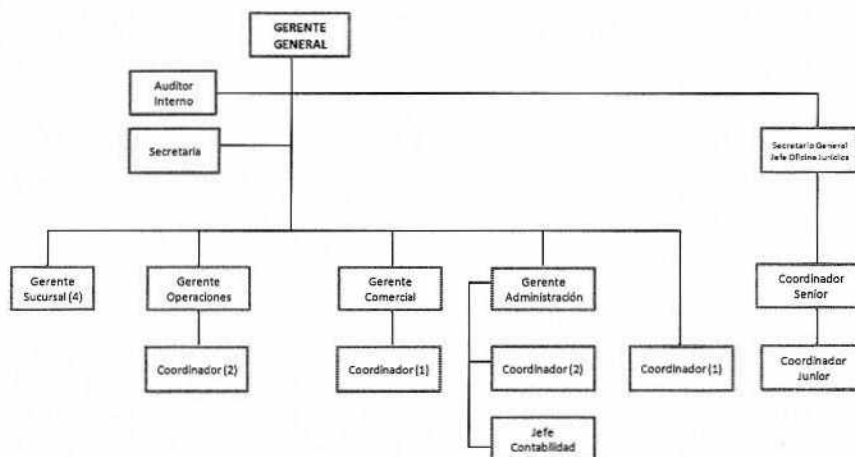 GERENTE
GENERAL
Auditor
Interno
Secretaria
Secretario General
Jefe Oficina Jurídica
Gerente
Sucursal (4)
Gerente
Operaciones
Gerente
Comercial
Gerente
Administración
Coordinador
Senior
Coordinador (2)
Coordinador (1)
Coordinador (2)
Coordinador (1)
Coordinador
Junior
Jefe
Contabilidad